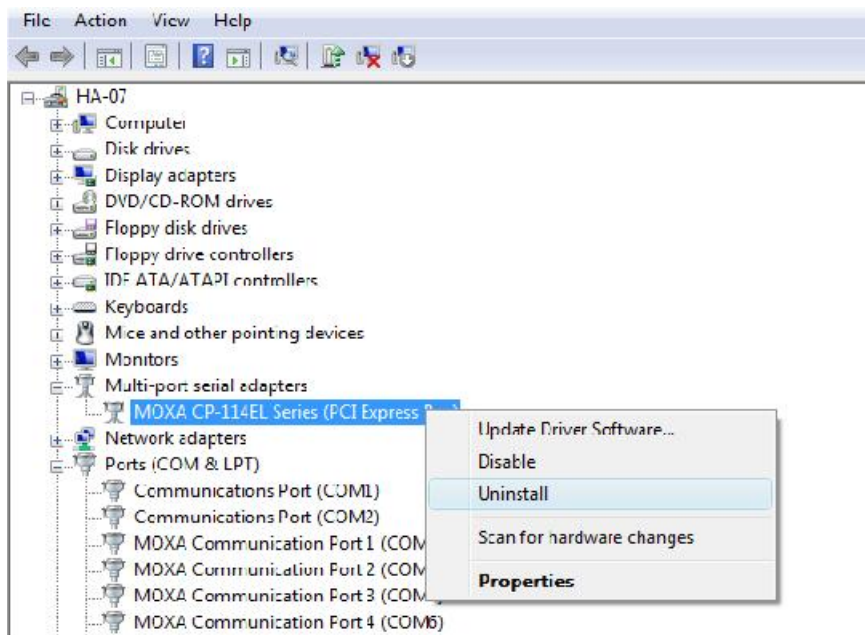 File Action View Help
HA-07
Computer
Disk drives
Display adapters
DVD/CD-ROM drives
Floppy disk drives
Floppy drive controllers
IDE ATA/ATAPI controllers
Keyboards
Mice and other pointing devices
Monitors
Multi-port serial adapters
MOXA CP-114EL Series (PCI Express
Network adapters
Ports (COM & LPT)
Communications Port (COM1)
Communications Port (COM2)
MOXA Communication Port 1 (COM
MOXA Communication Port 2 (COM
MOXA Communication Port 3 (COM
MOXA Communication Port 4 (COM6)
Update Driver Software...
Disable
Uninstall
Scan for hardware changes
Properties